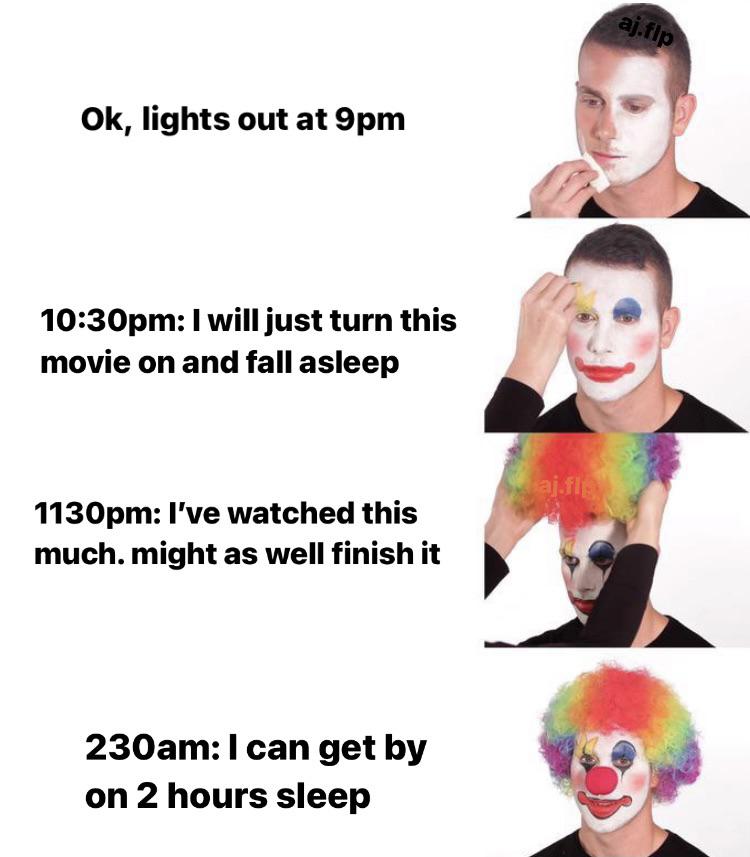 aj.flp
Ok, lights out at 9pm
10:30pm: I will just turn this
movie on and fall asleep
aj.flp
1130pm: I've watched this
much. might as well finish it
230am: I can get by
on 2 hours sleep